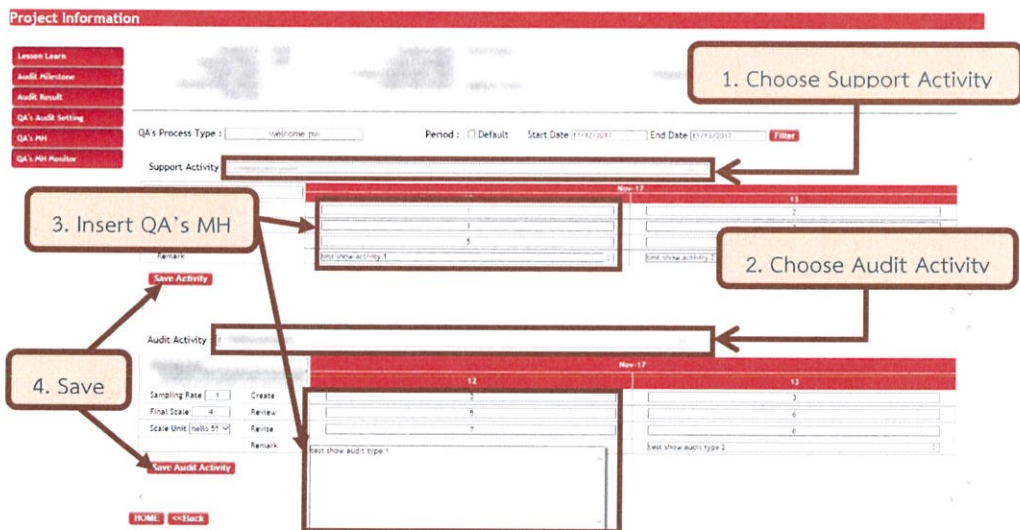 Project Information
Lesson Learn
Audit Milestone
Audit Result
QA's Audit Setting
QA's MH
QA's MH Monitor
1. Choose Support Activity
QA's Process Type : welcome pw Period : Default Start Date 11/12/2017 End Date 11/13/2017 Filter
Support Activity
Nov-17
13
1 2
3. Insert QA's MH
3
5
Remark test show activity 1 test show activity 2
2. Choose Audit Activity
Save Activity
Audit Activity :
Nov-17
12 13
4. Save
Sampling Rate 1 Create 2 3
Final Scale 4 Review 5 6
Scale Unit hello 55 Revise 7 8
Remark test show audit type 1 test show audit type 2
Save Audit Activity
HOME <<Back